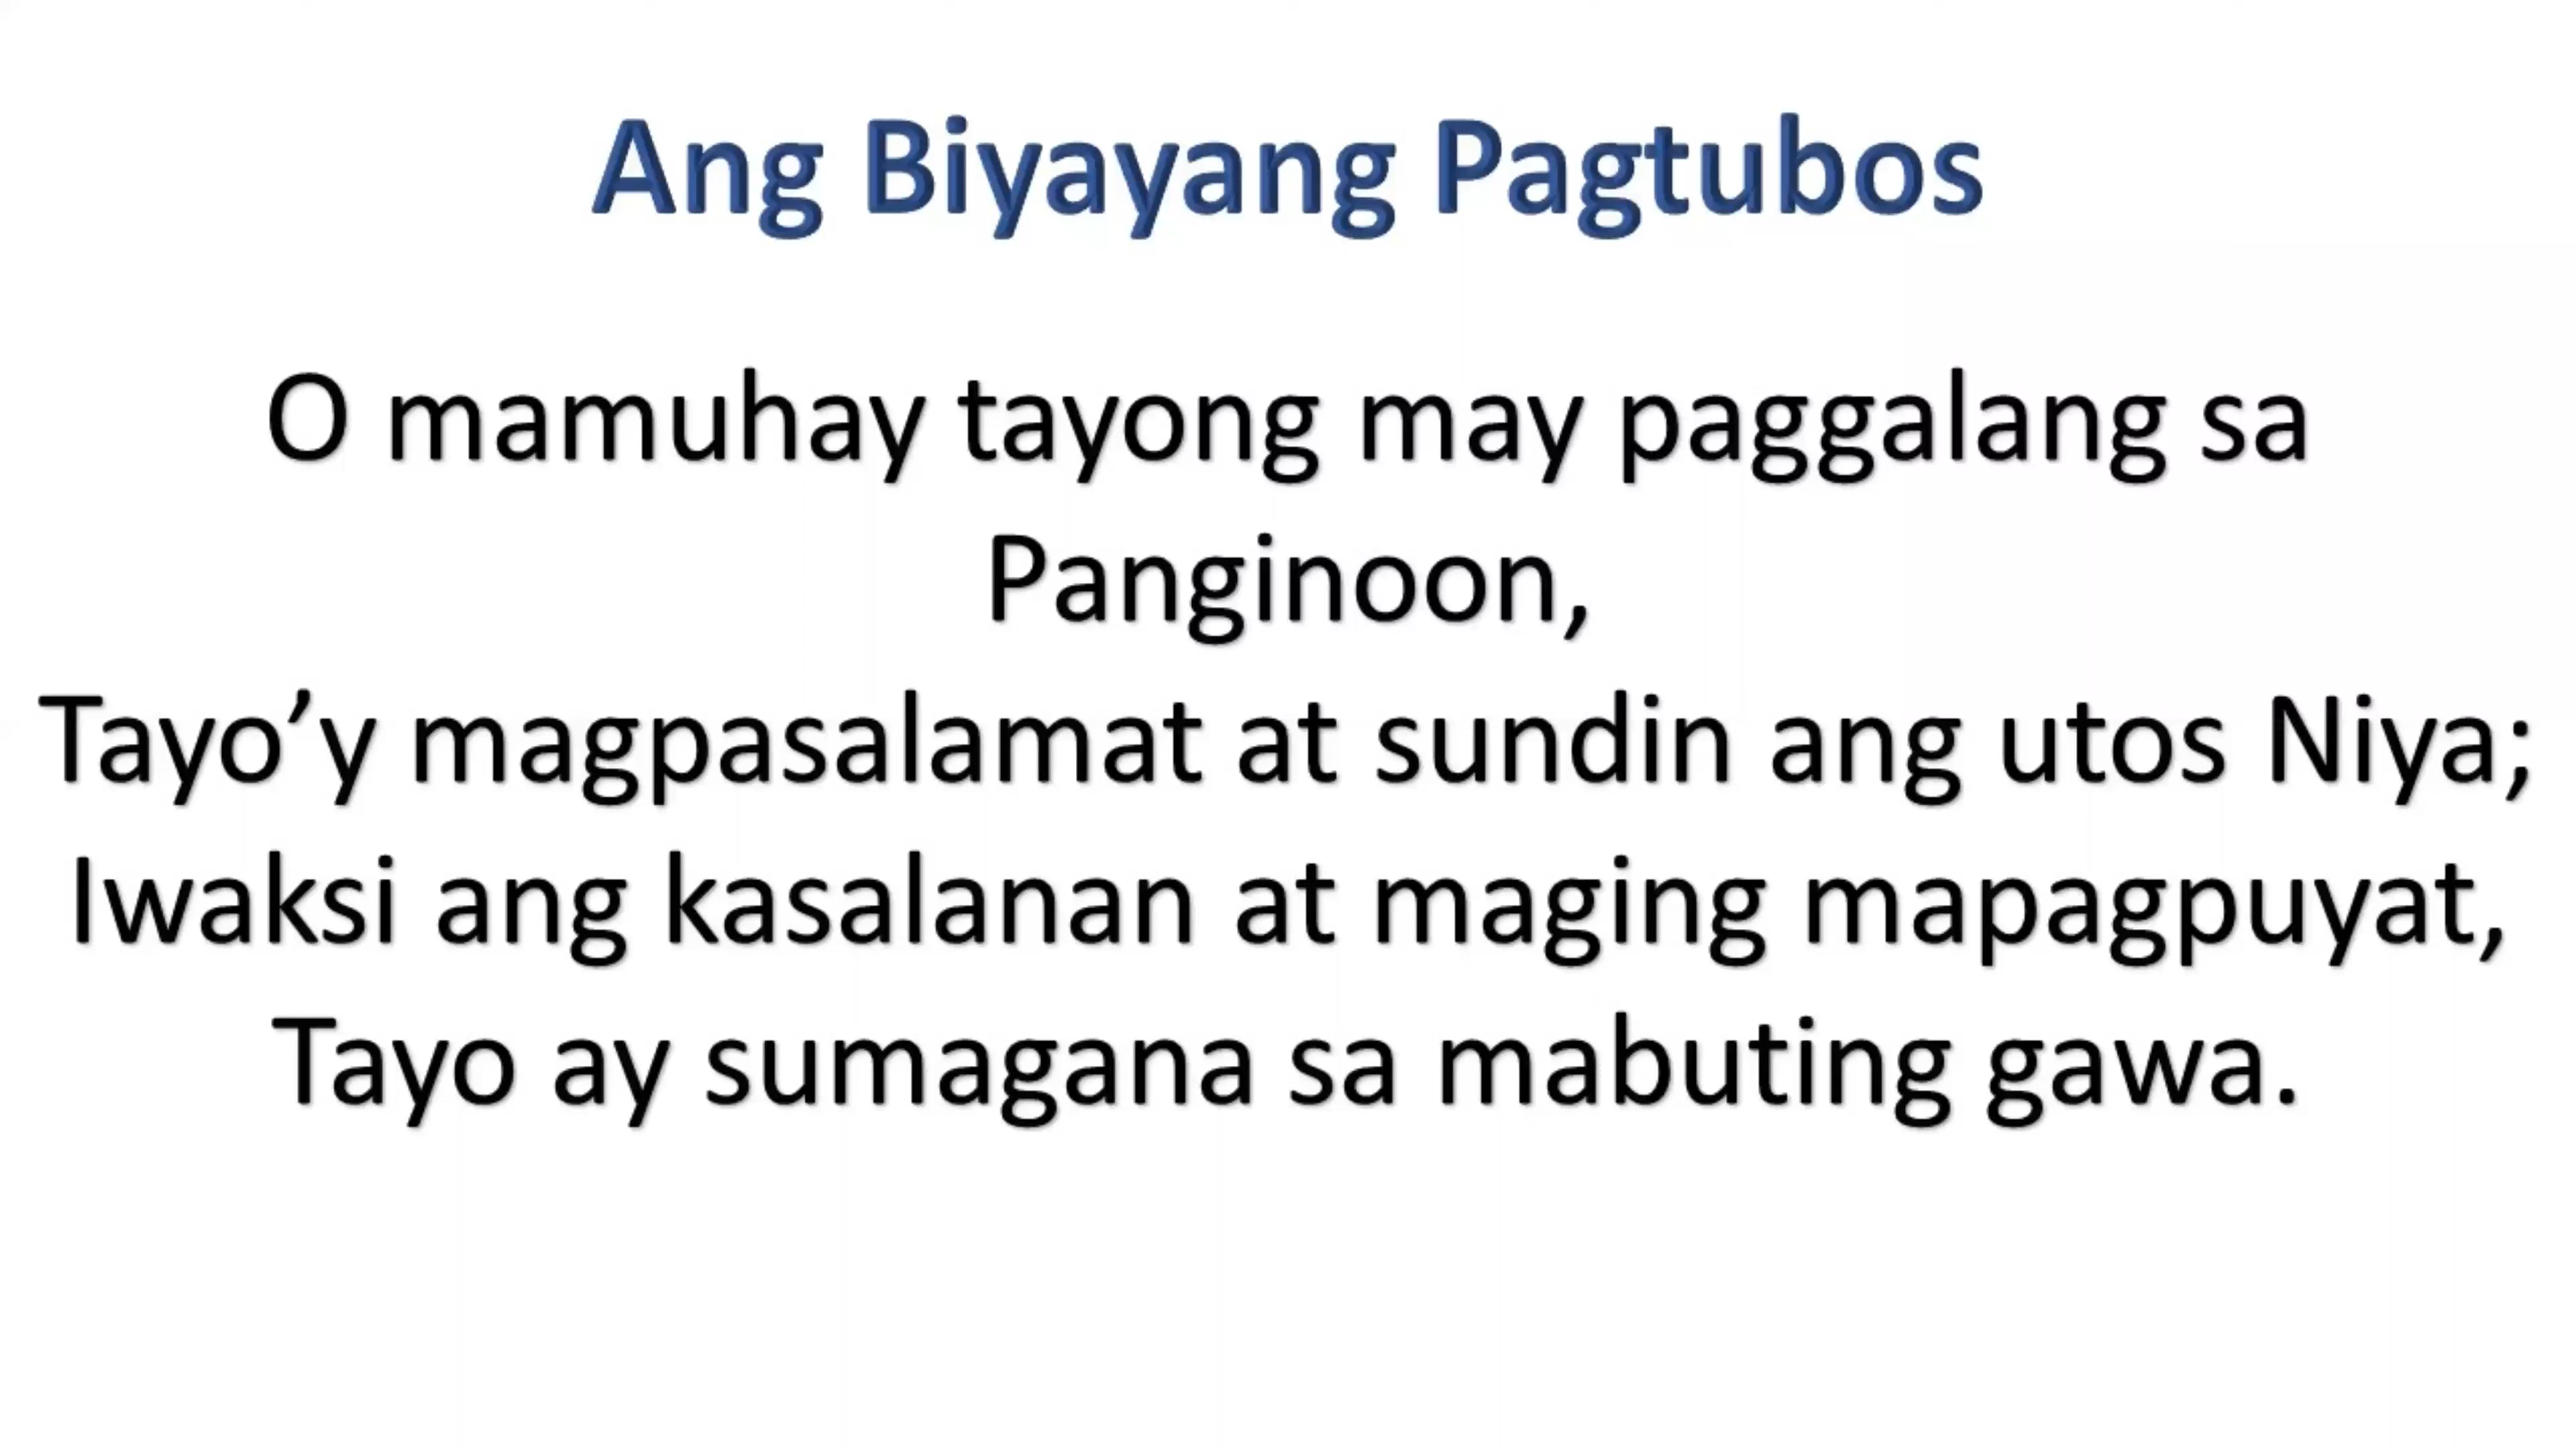 Ang Biyayang Pagtubos
O mamuhay tayong may paggalang sa
Panginoon,
Tayo’y magpasalamat at sundin ang utos Niya;
Iwaksi ang kasalanan at maging mapagpuyat,
Tayo ay sumagana sa mabuting gawa.